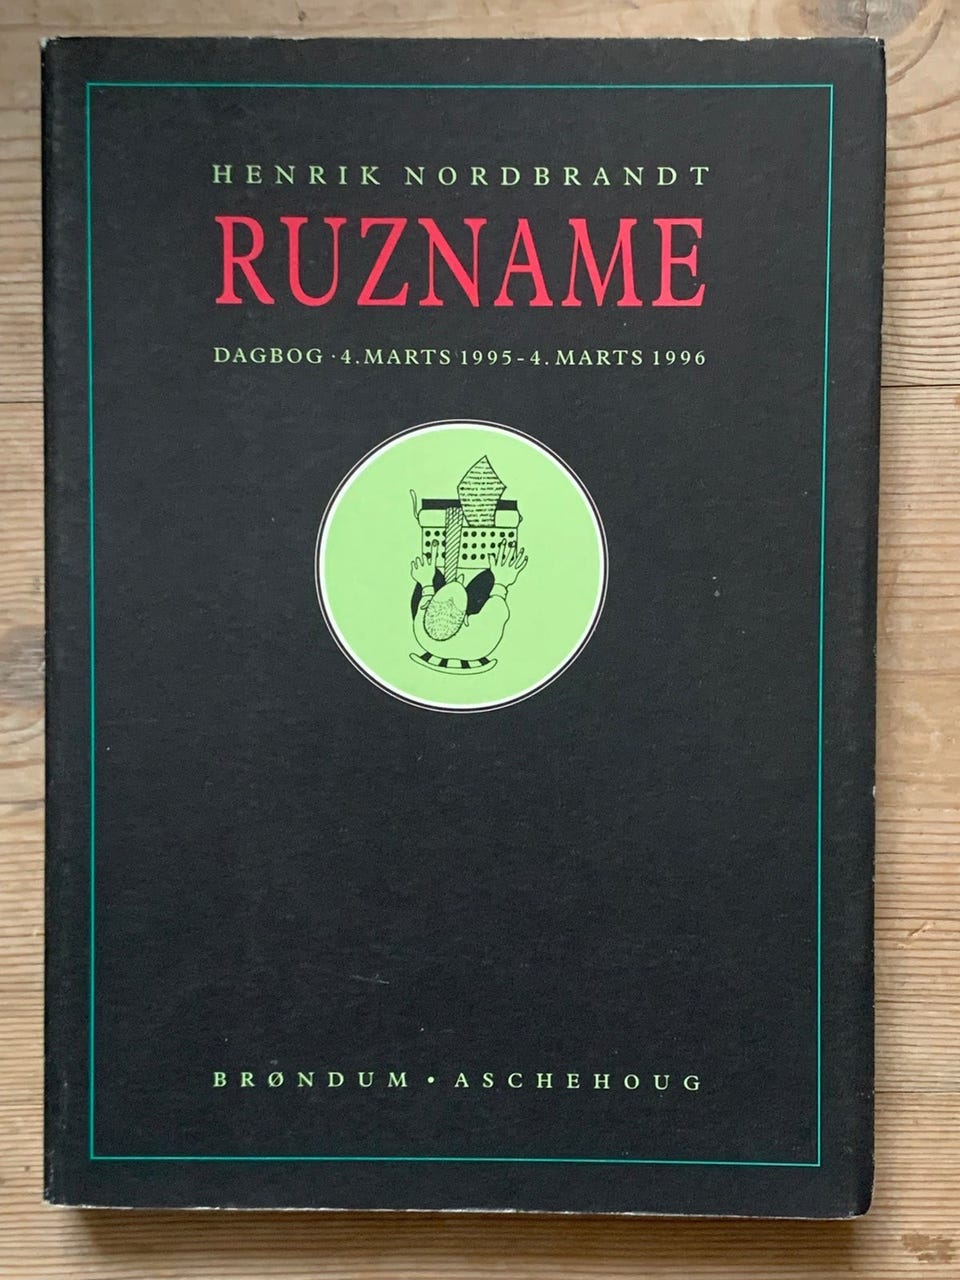 HENRIK NORDBRANDT
RUZNAME
DAGBOG · 4. MARTS 1995 - 4. MARTS 1996
BRØNDUM • ASCHEHOUG